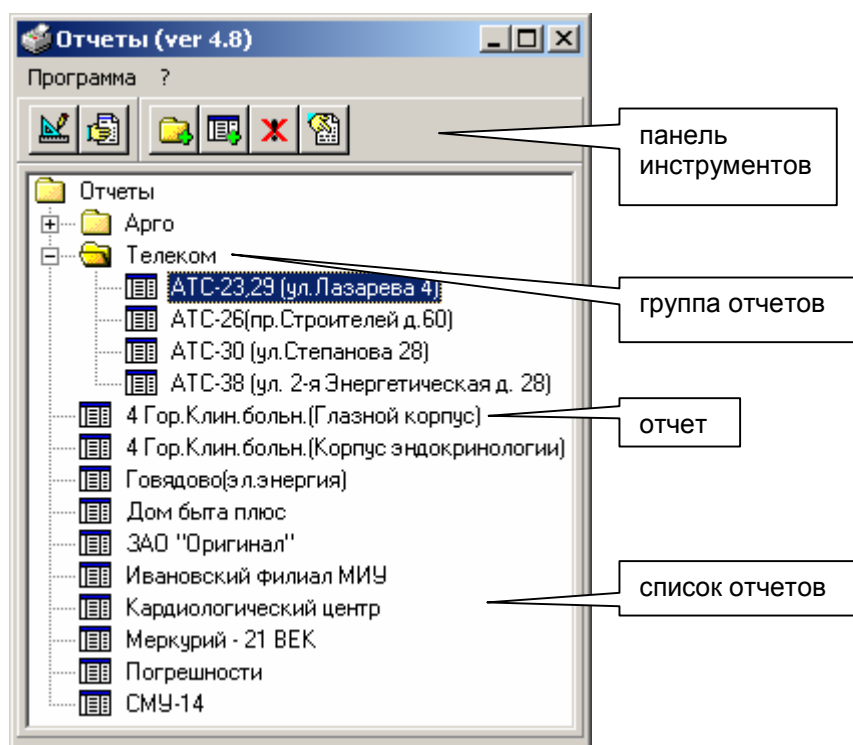 Отчеты (ver 4.8)
Программа ?
панель
инструментов
Отчеты
Арго
Телеком
группа отчетов
АТС-23,29 (ул.Лазарева 4)
АТС-26(пр.Строителей д.60)
АТС-30 (ул.Степанова 28)
АТС-38 (ул. 2-я Энергетическая д. 28)
4 Гор.Клин.больн.(Глазной корпус)
отчет
4 Гор.Клин.больн.(Корпус эндокринологии)
Говядово(эл.энергия)
Дом быта плюс
ЗАО "Оригинал"
Ивановский филиал МИУ
список отчетов
Кардиологический центр
Меркурий - 21 ВЕК
Погрешности
СМУ-14